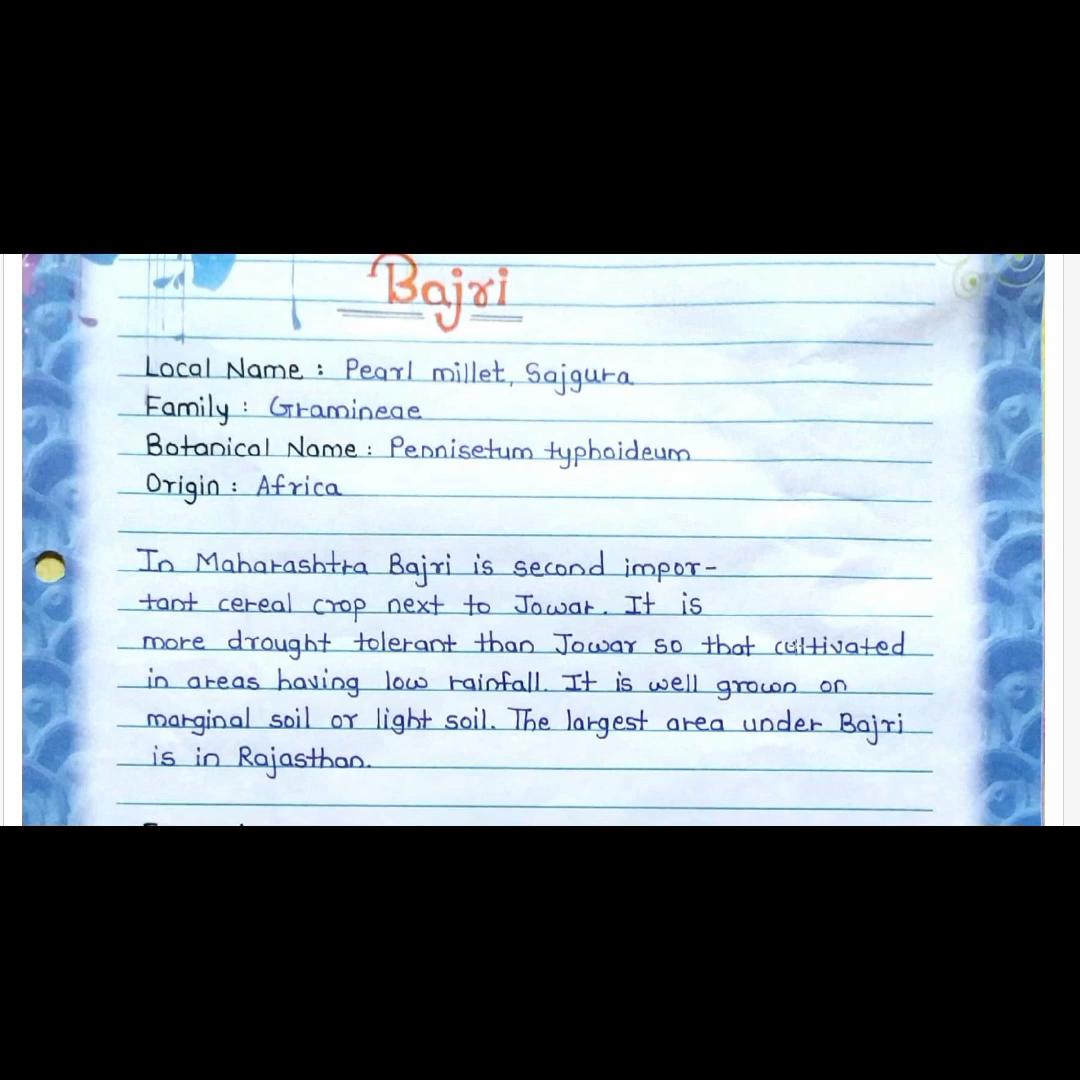 Bajri
Local Name : Pearl millet, Sajgura
Family : Gramineae
Botanical Name : Pennisetum typhoideum
Origin : Africa
In Maharashtra Bajri is second impor-
tant cereal crop next to Jowar. It is
more drought tolerant than Jowar so that cultivated
in areas having low rainfall. It is well grown on
marginal soil or light soil. The largest area under Bajri
is in Rajasthan.